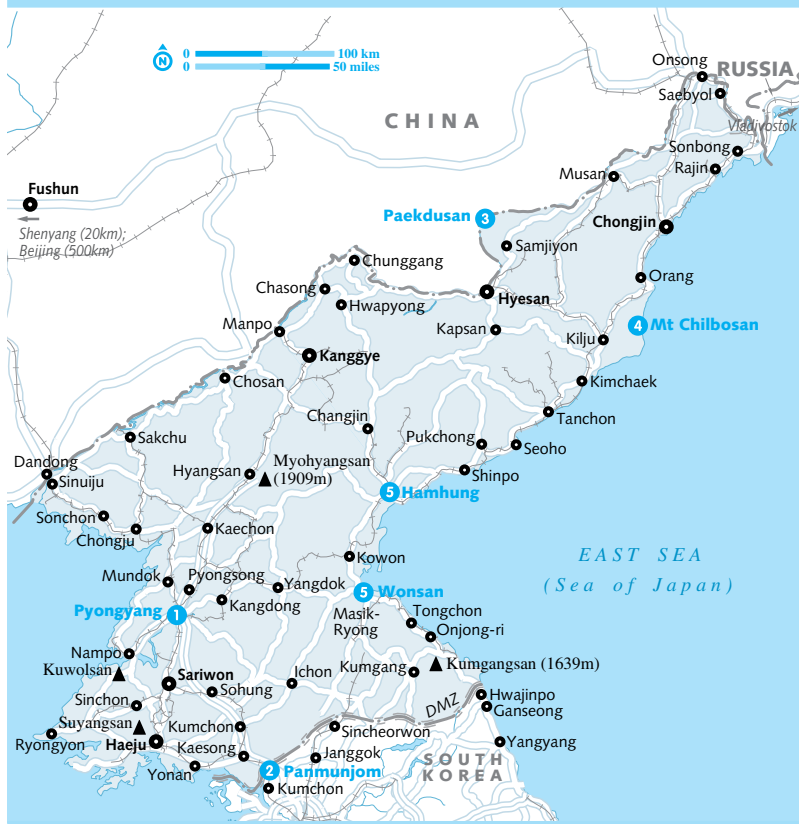 0 100 km
N
0 50 miles
Onsong
RUSSIA
Saebyol
CHINA
Vladivostok
Sonbong
Rajin
Musan
Fushun
Paekdusan
3
Chongjin
Shenyang (20km);
Beijing (500km)
Samjiyon
Chunggang
Orang
Chasong
Hyesan
Hwapyong
Manpo
Kapsan
4
Mt Chilbosan
Kilju
Kanggye
Chosan
Kimchaek
Changjin
Tanchon
Sakchu
Pukchong
Seoho
Dandong
Sinuiju
Hyangsan
Myohyangsan
(1909m)
Shinpo
5
Hamhung
Sonchon
Chongju
Kaechon
Kowon
EAST SEA
(Sea of Japan)
Mundok
Pyongsong
Yangdok
5
Wonsan
Pyongyang
1
Kangdong
Masik-
Ryong
Tongchon
Onjong-ri
Nampo
Kuwolsan
Sariwon
Ichon
Kumgang
Kumgangsan (1639m)
Sohung
Sinchon
DMZ
Hwajinpo
Ganseong
Suyangsan
Kumchon
Sincheorwon
Ryongyon
Haeju
Kaesong
Janggok
Yangyang
SOUTH
KOREA
Yonan
2
Panmunjom
Kumchon